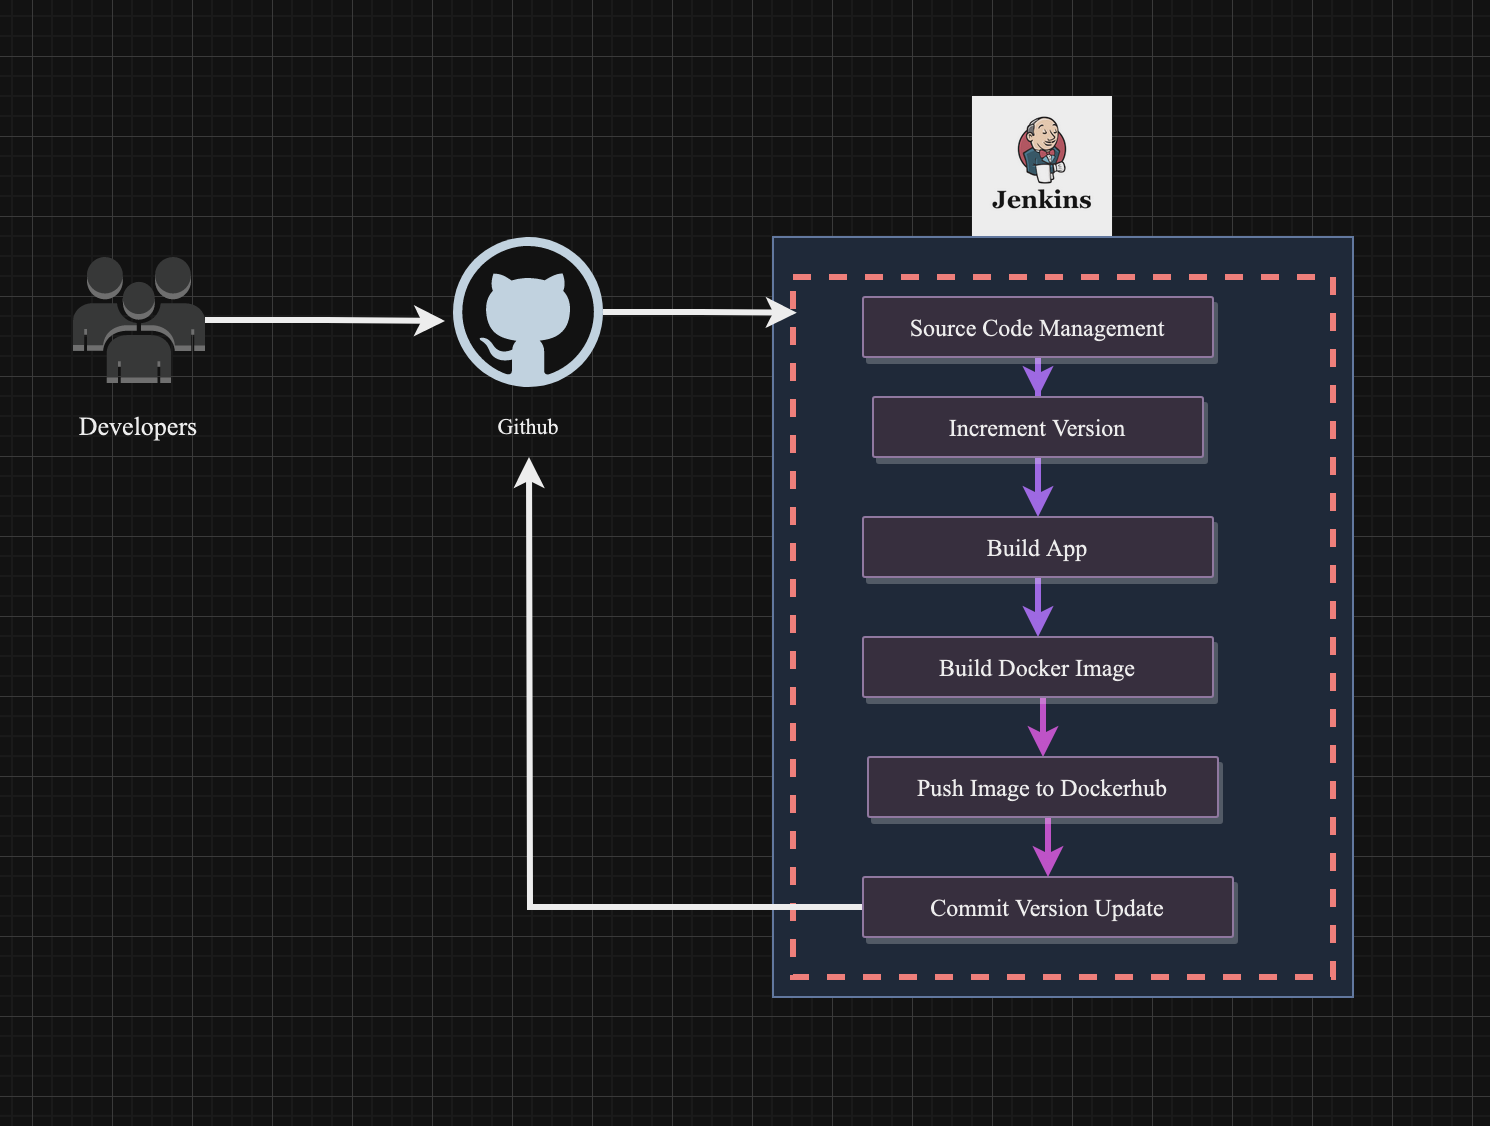 Jenkins
Source Code Management
Increment Version
Build App
Build Docker Image
Push Image to Dockerhub
Commit Version Update
Developers
Github